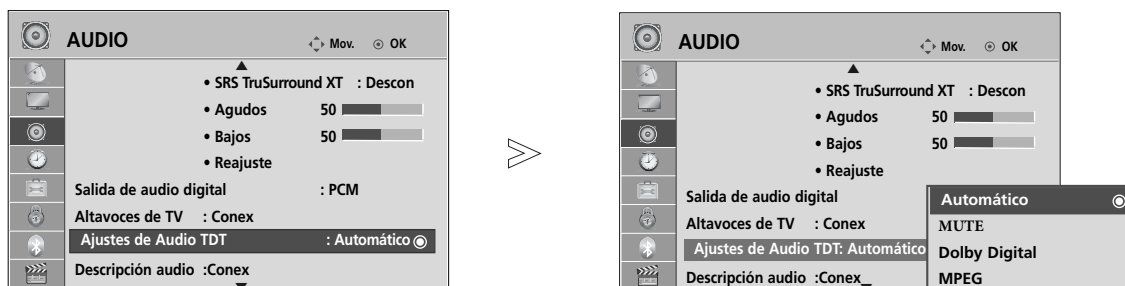 AUDIO
Mov. OK
• SRS TruSurround XT : Descon
• Agudos 50
• Bajos 50
• Reajuste
Salida de audio digital : PCM
Altavoces de TV : Conex
Ajustes de Audio TDT : Automático
Descripción audio :Conex
AUDIO
Mov. OK
• SRS TruSurround XT : Descon
• Agudos 50
• Bajos 50
• Reajuste
Salida de audio digital
Altavoces de TV : Conex
Ajustes de Audio TDT: Automático
Descripción audio :Conex
Automático
MUTE
Dolby Digital
MPEG